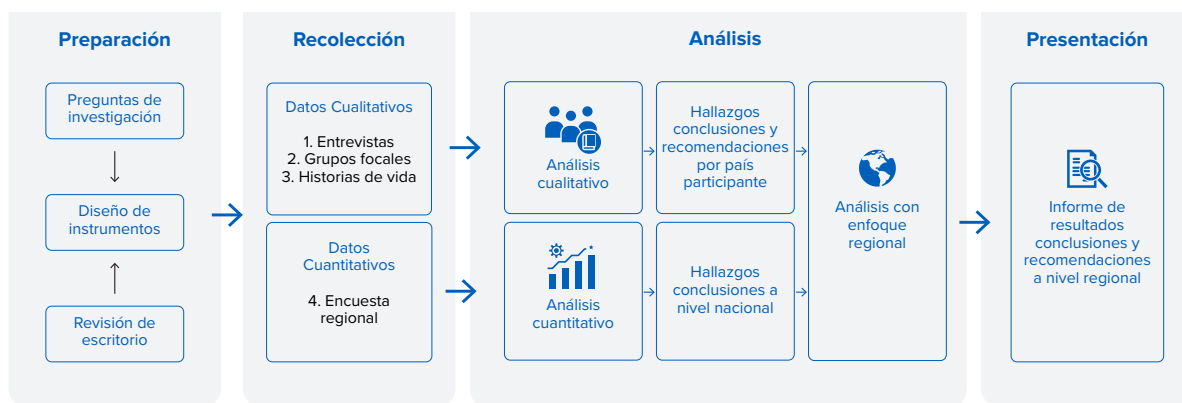 Preparación
Preguntas de
investigación
Diseño de
instrumentos
Revisión de
escritorio
Recolección
Datos Cualitativos
1. Entrevistas
2. Grupos focales
3. Historias de vida
Datos
Cuantitativos
4. Encuesta
regional
Análisis
Análisis
cualitativo
Hallazgos
conclusiones y
recomendaciones
por país
participante
Análisis
cuantitativo
Hallazgos
conclusiones a
nivel nacional
Análisis con
enfoque
regional
Presentación
Informe de
resultados
conclusiones y
recomendaciones
a nivel regional